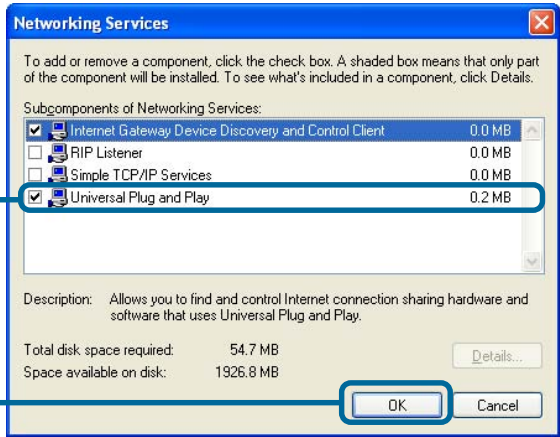 Networking Services
To add or remove a component, click the check box. A shaded box means that only part
of the component will be installed. To see what's included in a component, click Details.
Subcomponents of Networking Services:
Internet Gateway Device Discovery and Control Client 0.0 MB
RIP Listener 0.0 MB
Simple TCP/IP Services 0.0 MB
Universal Plug and Play 0.2 MB
Description: Allows you to find and control Internet connection sharing hardware and
software that uses Universal Plug and Play.
Total disk space required: 54.7 MB
Space available on disk: 1926.8 MB
Details...
OK Cancel